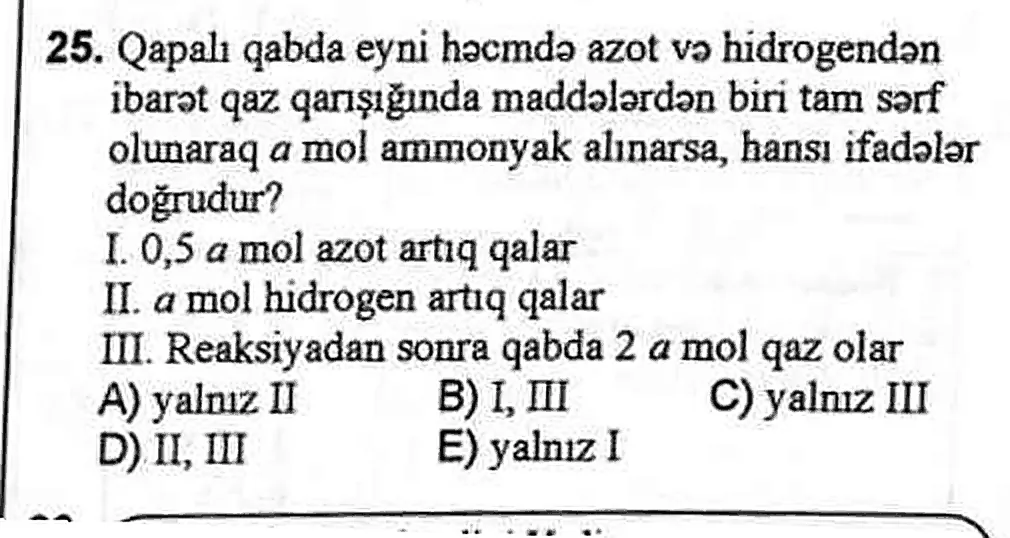 25. Qapalı qabda eyni həcmdə azot və hidrogendən
ibarət qaz qarışığında maddələrdən biri tam sərf
olunaraq a mol ammonyak alınarsa, hansı ifadələr
doğrudur?
I. 0,5 a mol azot artıq qalar
II. a mol hidrogen artıq qalar
III. Reaksiyadan sonra qabda 2 a mol qaz olar
A) yalnız II B) I, III C) yalnız III
D) II, III E) yalnız I